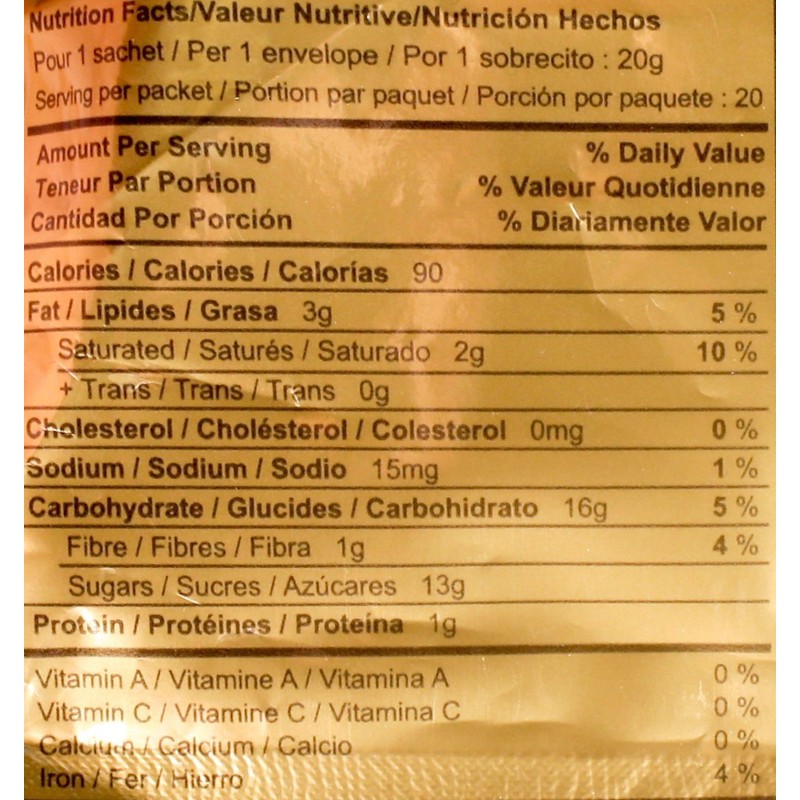 Nutrition Facts/Valeur Nutritive/Nutrición Hechos
Pour 1 sachet / Per 1 envelope / Por 1 sobrecito : 20g
Serving per packet / Portion par paquet / Porción por paquete : 20
Amount Per Serving % Daily Value
Teneur Par Portion % Valeur Quotidienne
Cantidad Por Porción % Diariamente Valor
Calories / Calories / Calorías 90
Fat / Lipides / Grasa 3g 5 %
Saturated / Saturés / Saturado 2g 10 %
+ Trans / Trans / Trans 0g
Cholesterol / Choléstérol / Colesterol 0mg 0 %
Sodium / Sodium / Sodio 15mg 1 %
Carbohydrate / Glucides / Carbohidrato 16g 5 %
Fibre / Fibres / Fibra 1g 4 %
Sugars / Sucres / Azúcares 13g
Protein / Protéines / Proteína 1g
Vitamin A / Vitamine A / Vitamina A 0 %
Vitamin C / Vitamine C / Vitamina C 0 %
Calcium / Calcium / Calcio 0 %
Iron / Fer / Hierro 4 %